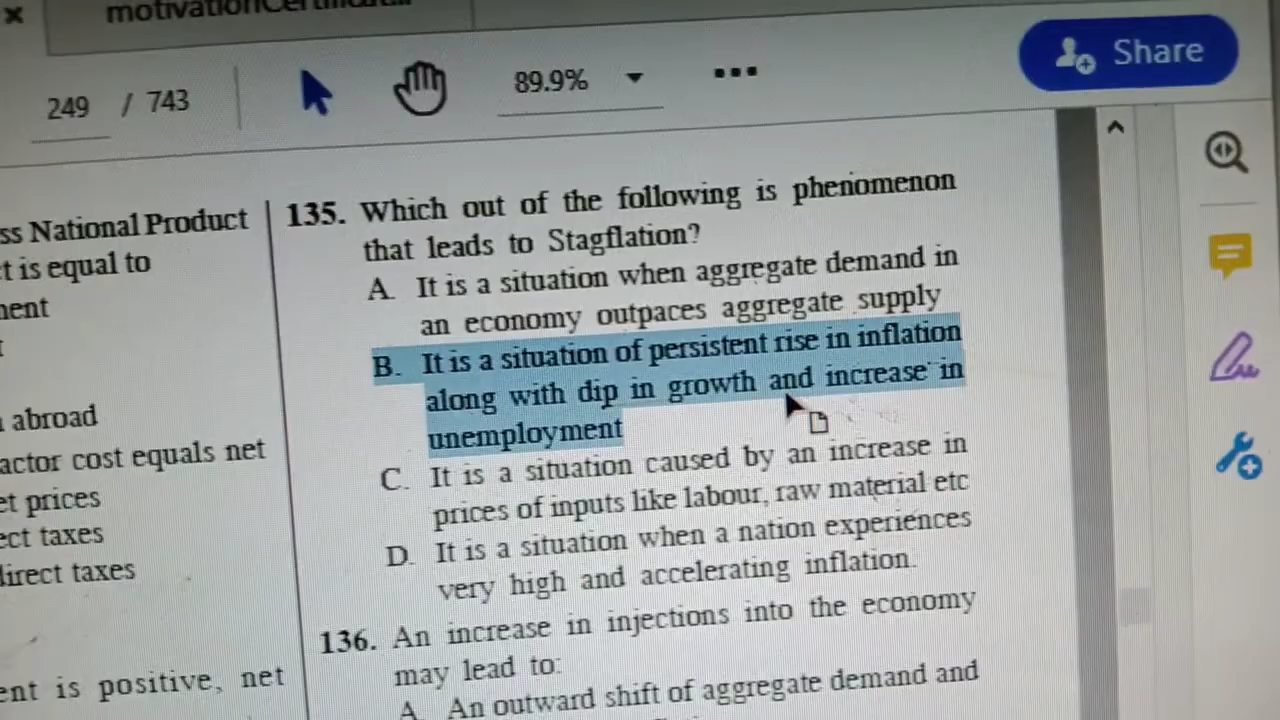 249 / 743
89.9%
Share
ss National Product
t is equal to
abroad
actor cost equals net
et prices
ect taxes
direct taxes
ent is positive, net
135. Which out of the following is phenomenon
that leads to Stagflation?
A. It is a situation when aggregate demand in
an economy outpaces aggregate supply
B. It is a situation of persistent rise in inflation
along with dip in growth and increase in
unemployment
C. It is a situation caused by an increase in
prices of inputs like labour, raw material etc
D. It is a situation when a nation experiences
very high and accelerating inflation.
136. An increase in injections into the economy
may lead to:
A. An outward shift of aggregate demand and